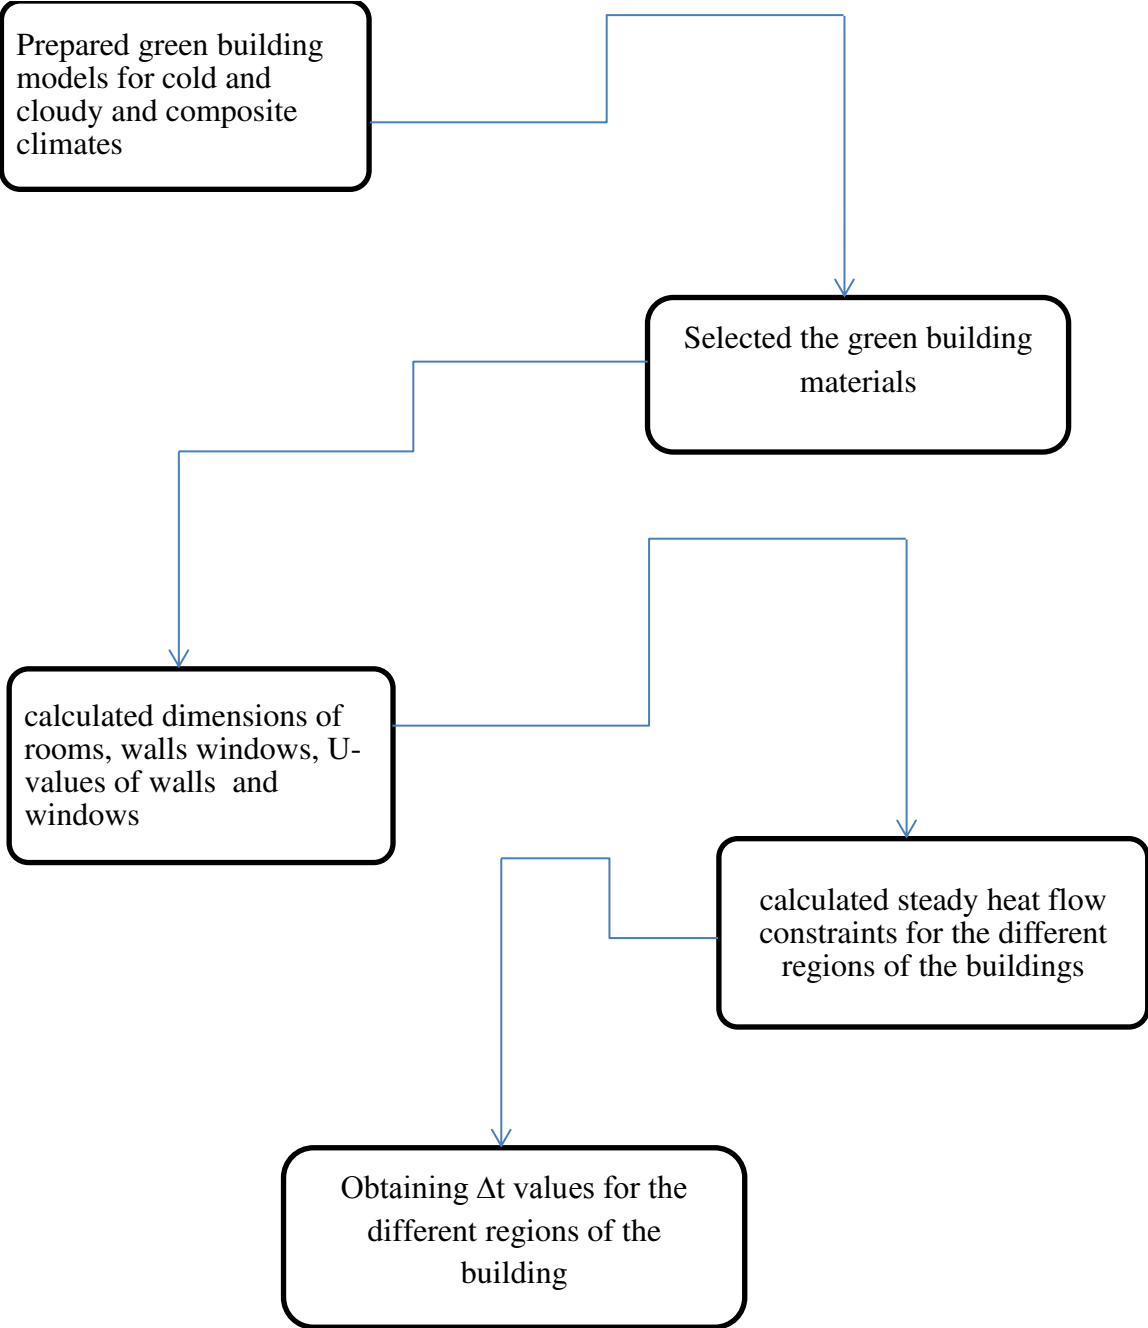 Prepared green building
models for cold and
cloudy and composite
climates
Selected the green building
materials
calculated dimensions of
rooms, walls windows, U-
values of walls  and
windows
calculated steady heat flow
constraints for the different
regions of the buildings
Obtaining Δt values for the
different regions of the
building